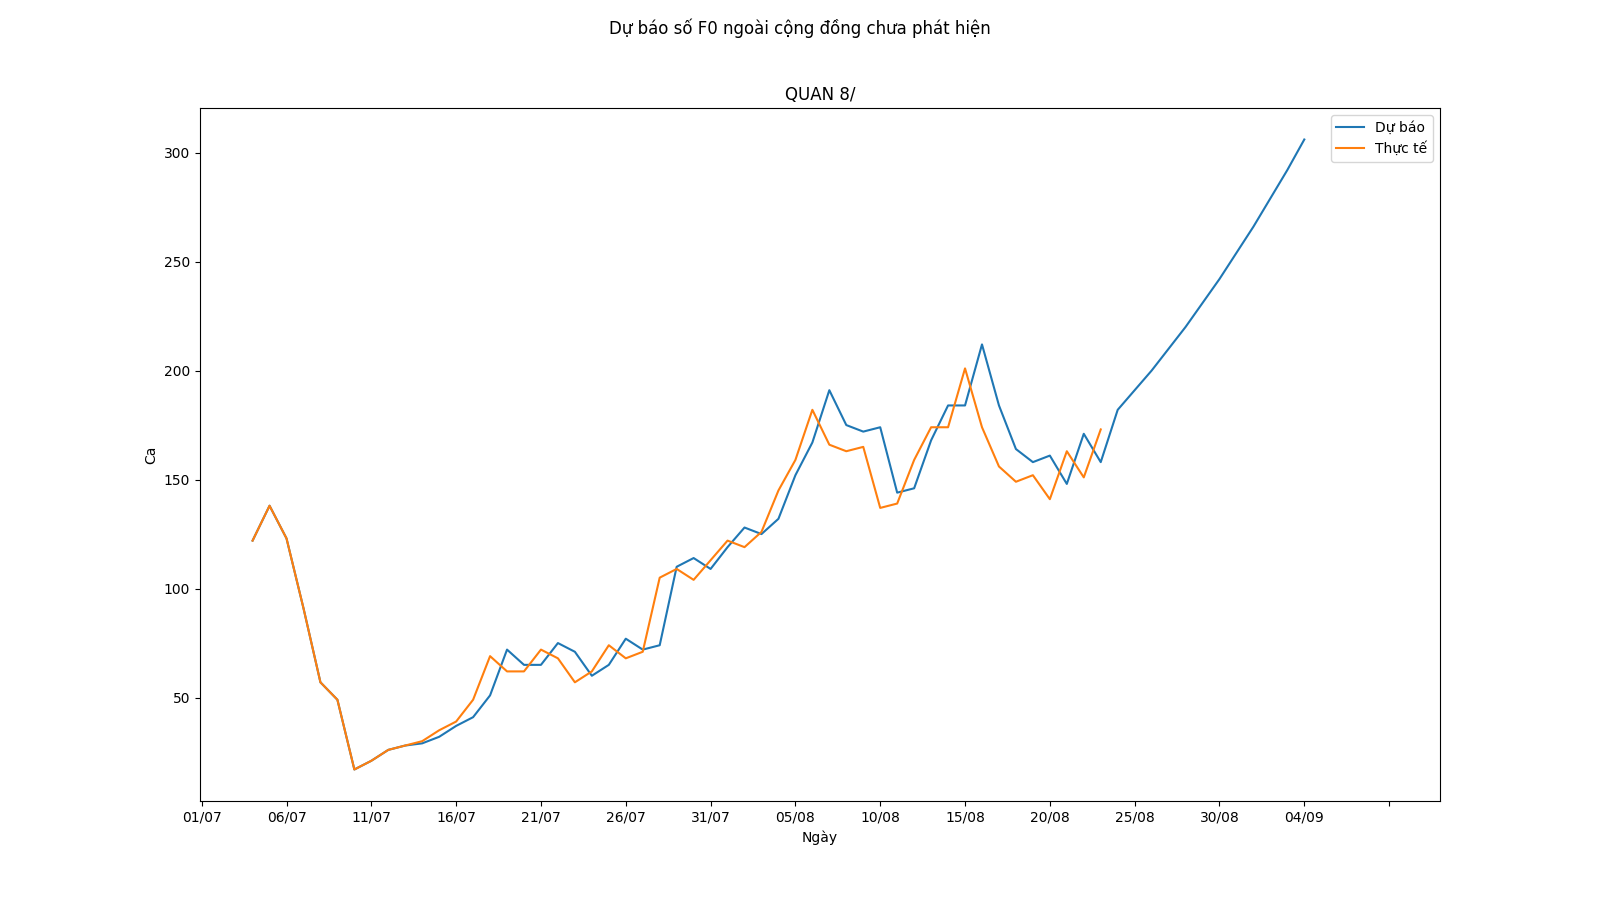 Dự báo số F0 ngoài cộng đồng chưa phát hiện
QUAN 8/
Dự báo
Thực tế
300
250
200
150
100
50
Ca
01/07 06/07 11/07 16/07 21/07 26/07 31/07 05/08 10/08 15/08 20/08 25/08 30/08 04/09
Ngày